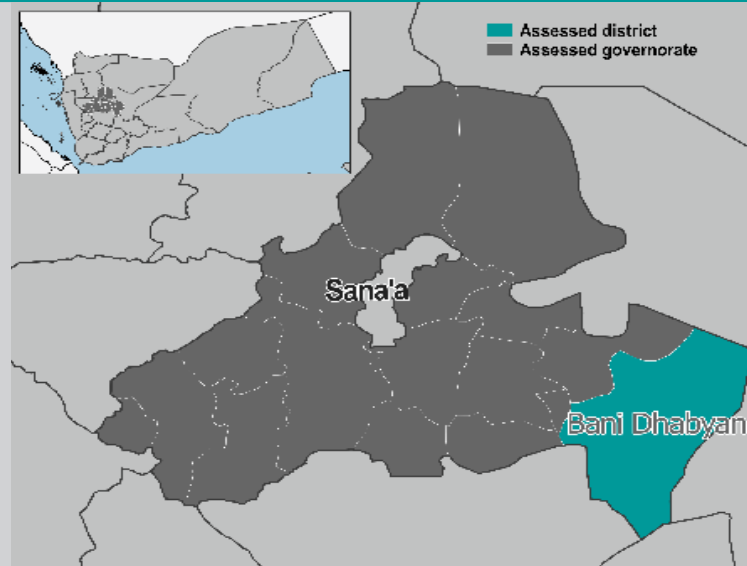 Assessed district
Assessed governorate
Sana'a
Bani Dhabyan